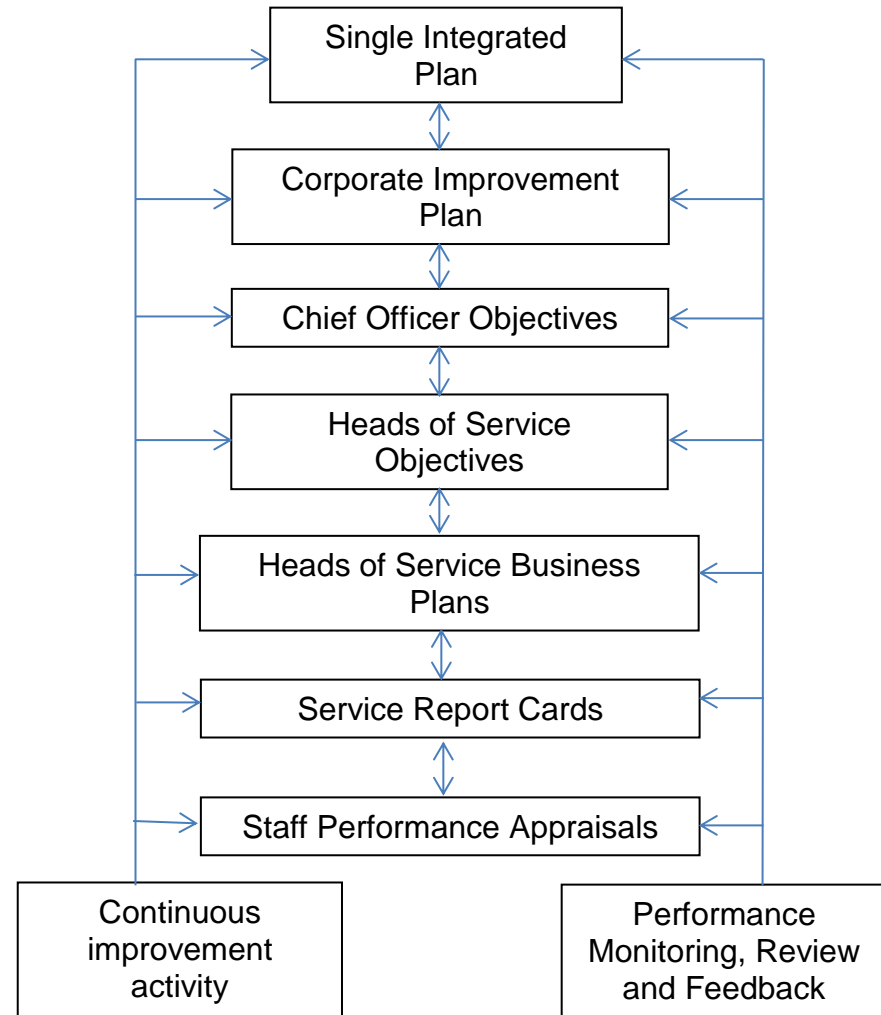 Single Integrated
Plan
Corporate Improvement
Plan
Chief Officer Objectives
Heads of Service
Objectives
Heads of Service Business
Plans
Service Report Cards
Staff Performance Appraisals
Continuous
improvement
activity
Performance
Monitoring, Review
and Feedback